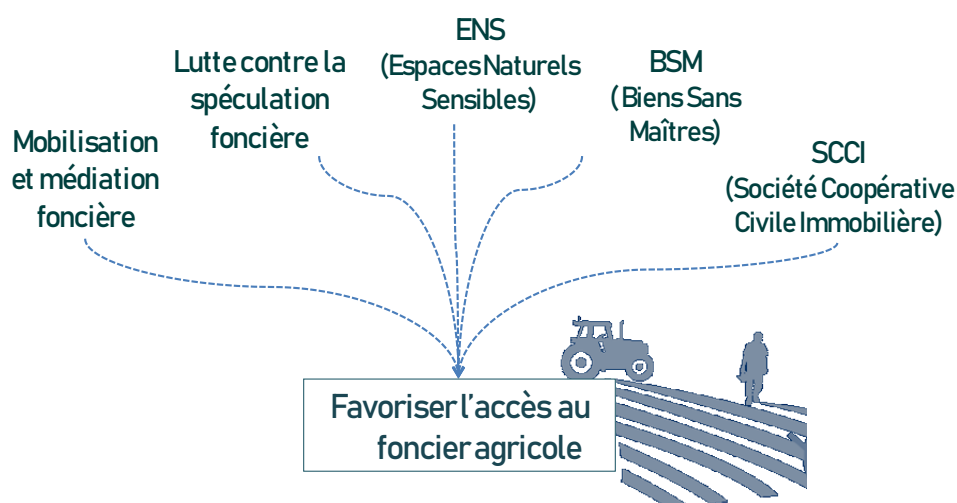 Mobilisation
et médiation
foncière
Lutte contre la
spéculation
foncière
ENS
(Espaces Naturels
Sensibles)
BSM
( Biens Sans
Maîtres)
SCCI
(Société Coopérative
Civile Immobilière)
Favoriser l'accès au
foncier agricole